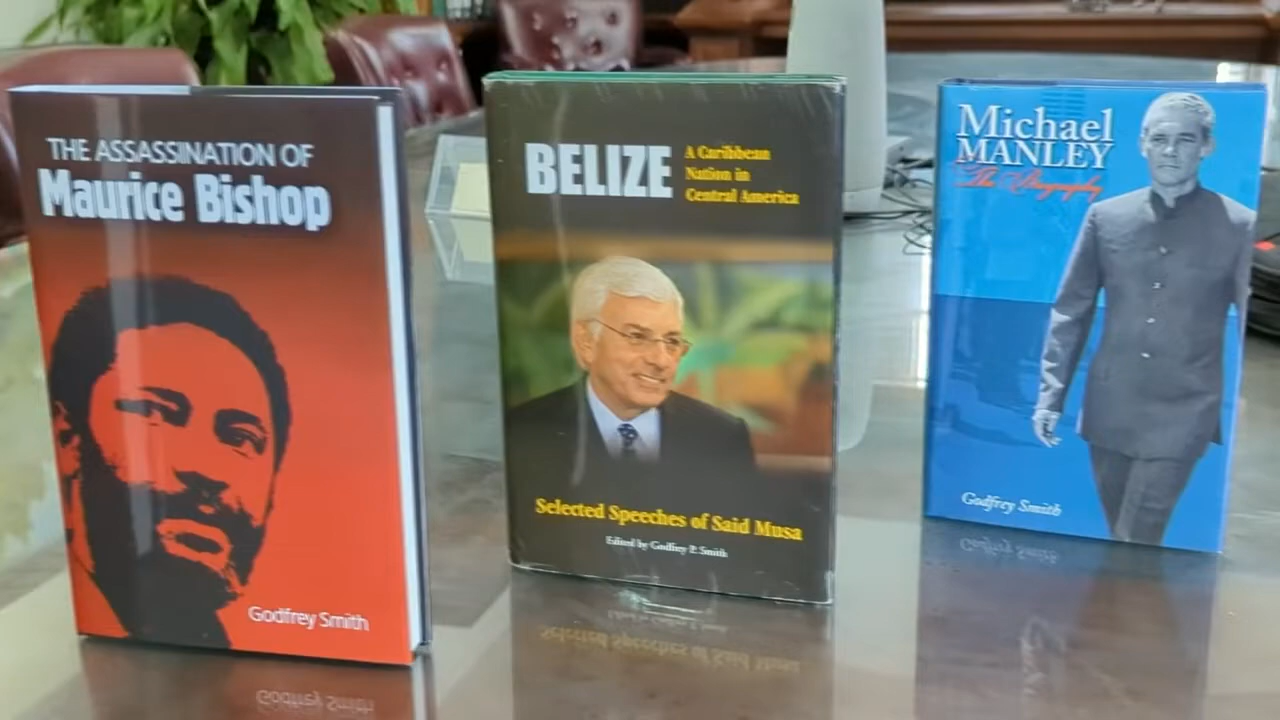 THE ASSASSINATION OF
Maurice Bishop
Godfrey Smith
BELIZE
A Caribbean
Nation in
Central America
Selected Speeches of Said Musa
Edited by Godfrey P. Smith
Michael
MANLEY
The Biography
Godfrey Smith